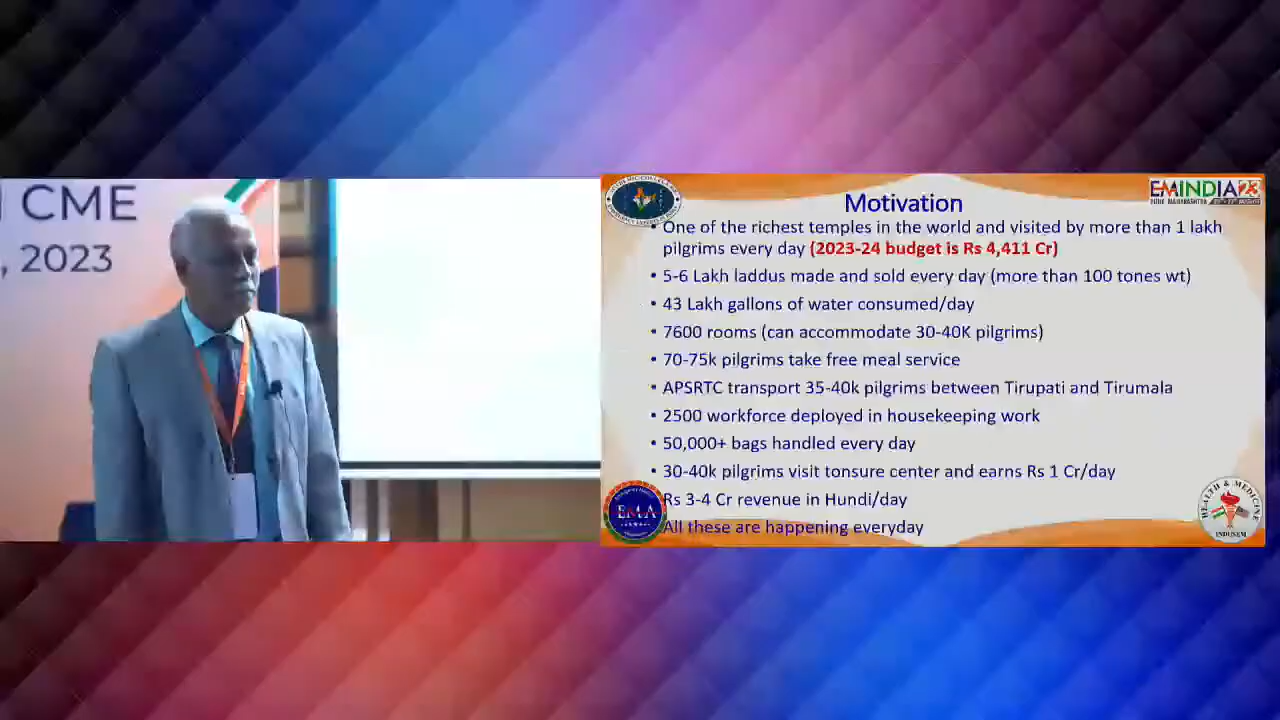 CME
, 2023
EMINDIA23
Motivation
• One of the richest temples in the world and visited by more than 1 lakh
pilgrims every day (2023-24 budget is Rs 4,411 Cr)
• 5-6 Lakh laddus made and sold every day (more than 100 tones wt)
• 43 Lakh gallons of water consumed/day
• 7600 rooms (can accommodate 30-40K pilgrims)
• 70-75k pilgrims take free meal service
• APSRTC transport 35-40k pilgrims between Tirupati and Tirumala
• 2500 workforce deployed in housekeeping work
• 50,000+ bags handled every day
• 30-40k pilgrims visit tonsure center and earns Rs 1 Cr/day
Rs 3-4 Cr revenue in Hundi/day
All these are happening everyday
EMA
HEALTH & MEDICINE
INDUSEM